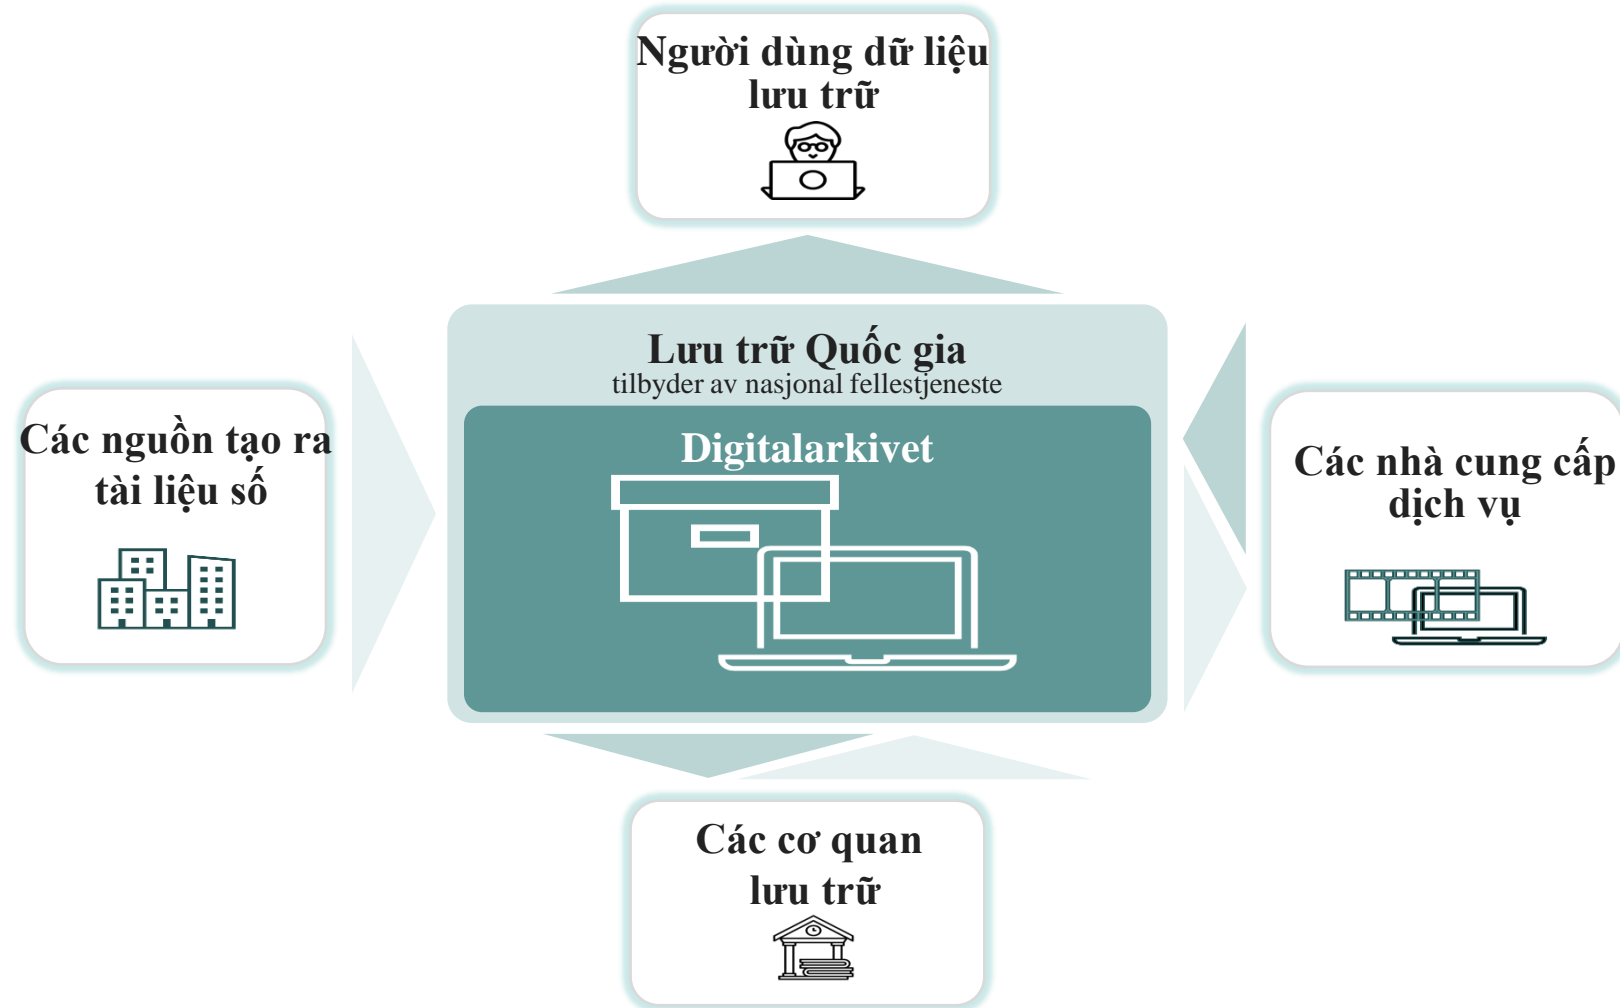 Người dùng dữ liệu
lưu trữ
Lưu trữ Quốc gia
tilbyder av nasjonal fellestjeneste
Digitalarkivet
Các nguồn tạo ra
tài liệu số
Các nhà cung cấp
dịch vụ
Các cơ quan
lưu trữ